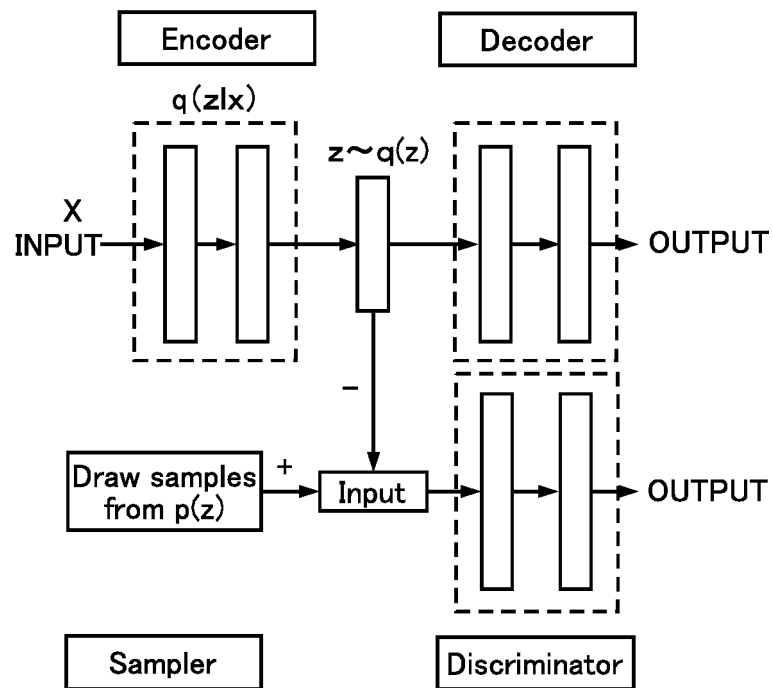 Encoder
Decoder
q(z|x)
z～q(z)
X
INPUT
OUTPUT
−
+
Draw samples
from p(z)
Input
OUTPUT
Sampler
Discriminator